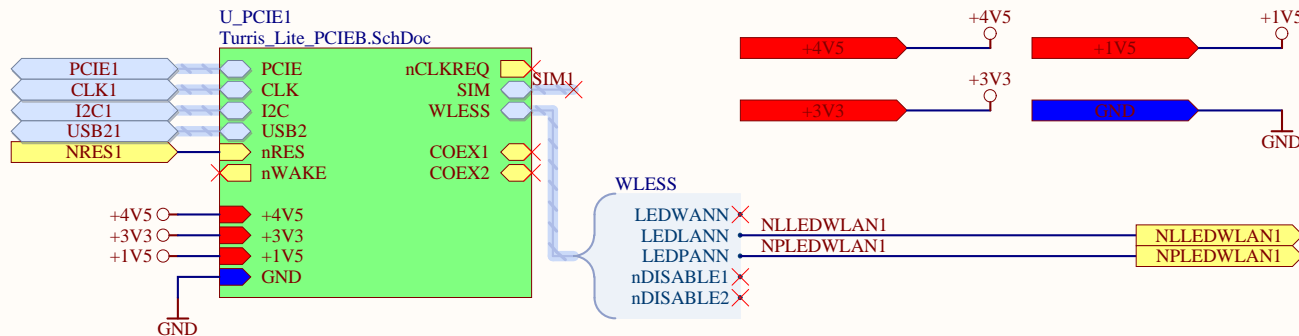 U_PCIE1
Turris_Lite_PCIEB.SchDoc
+4V5
+1V5
+4V5
+1V5
PCIE1
PCIE
nCLKREQ
CLK1
CLK
SIM
SIM1
+3V3
I2C1
I2C
WLESS
+3V3
GND
USB21
USB2
GND
NRES1
nRES
COEX1
nWAKE
COEX2
WLESS
+4V5
+4V5
LEDWANN
+3V3
+3V3
LEDLANN
NLLEDWLAN1
NLLEDWLAN1
+1V5
+1V5
LEDPANN
NPLEDWLAN1
NPLEDWLAN1
GND
nDISABLE1
nDISABLE2
GND